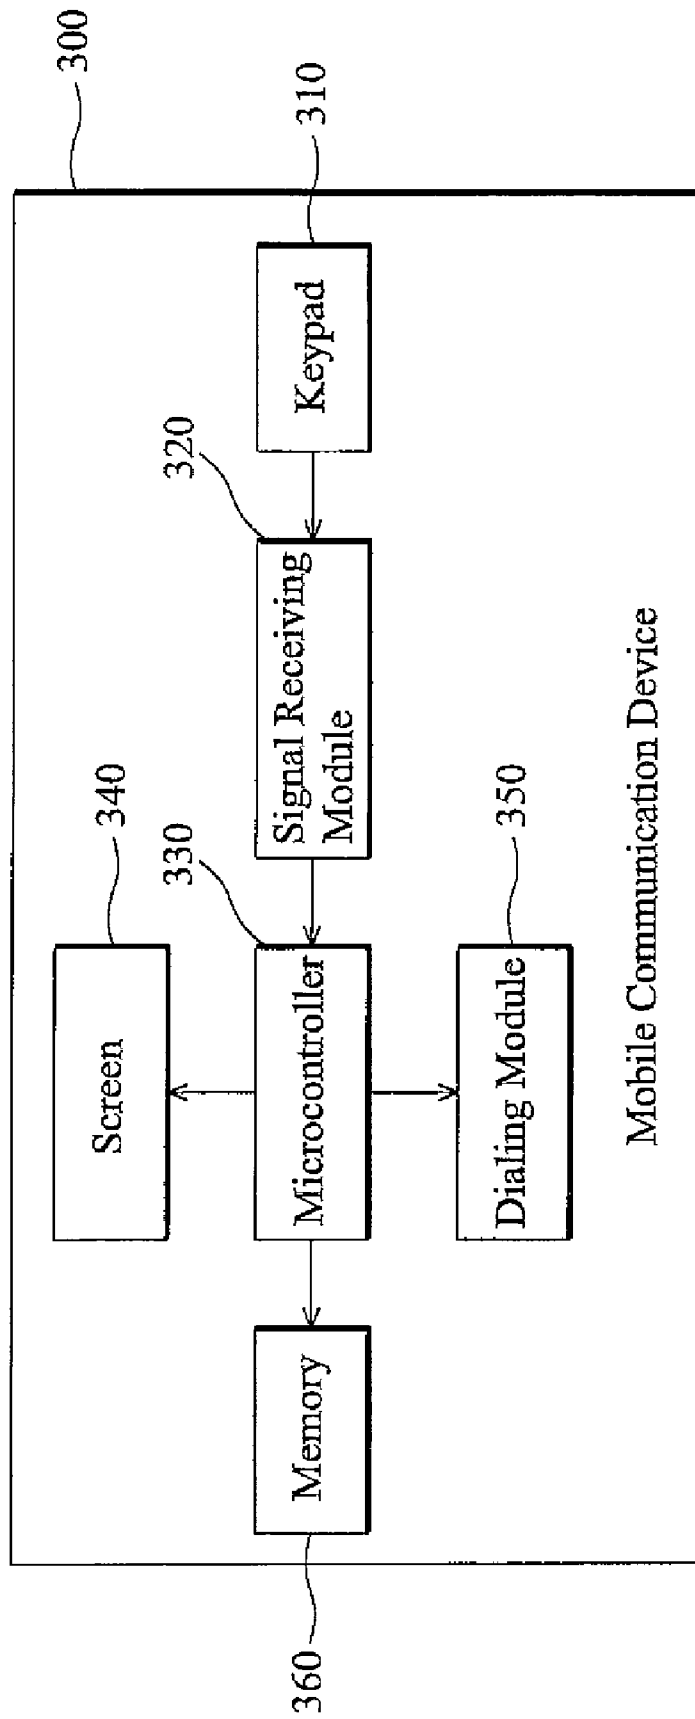 300
310
Keypad
320
Signal Receiving
Module
330
Microcontroller
340
Screen
350
Dialing Module
360
Memory
Mobile Communication Device